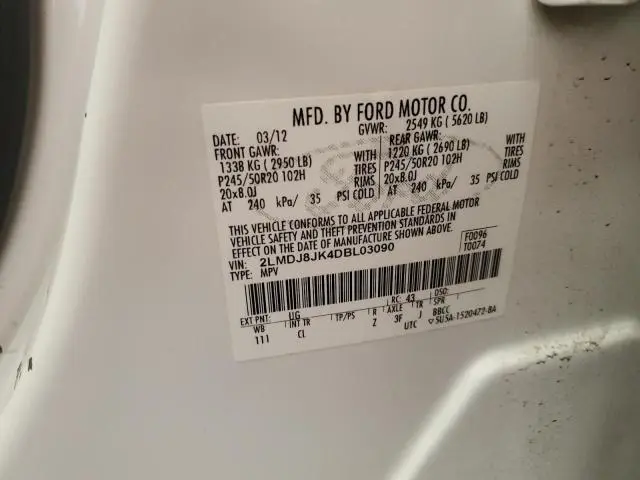 MFD. BY FORD MOTOR CO.
DATE: 03/12 GVWR: 2549 KG ( 5620 LB)
FRONT GAWR: REAR GAWR:
1338 KG ( 2950 LB) WITH 1220 KG ( 2690 LB) WITH
P245/50R20 102H TIRES P245/50R20 102H TIRES
20x8.0J RIMS 20x8.0J RIMS
AT 240 kPa/ 35 PSI COLD AT 240 kPa/ 35 PSI COLD
THIS VEHICLE CONFORMS TO ALL APPLICABLE FEDERAL MOTOR
VEHICLE SAFETY AND THEFT PREVENTION STANDARDS IN
EFFECT ON THE DATE OF MANUFACTURE SHOWN ABOVE.
VIN: 2LMDJ8JK4DBL03090 F0096
TYPE: MPV T0074
EXT PNT: UG RC: 43 DSO:
WB INT TR TP/PS R AXLE TR SPR
111 CL Z 3F J BBCC
UTC ▽5U5A-1520472-BA